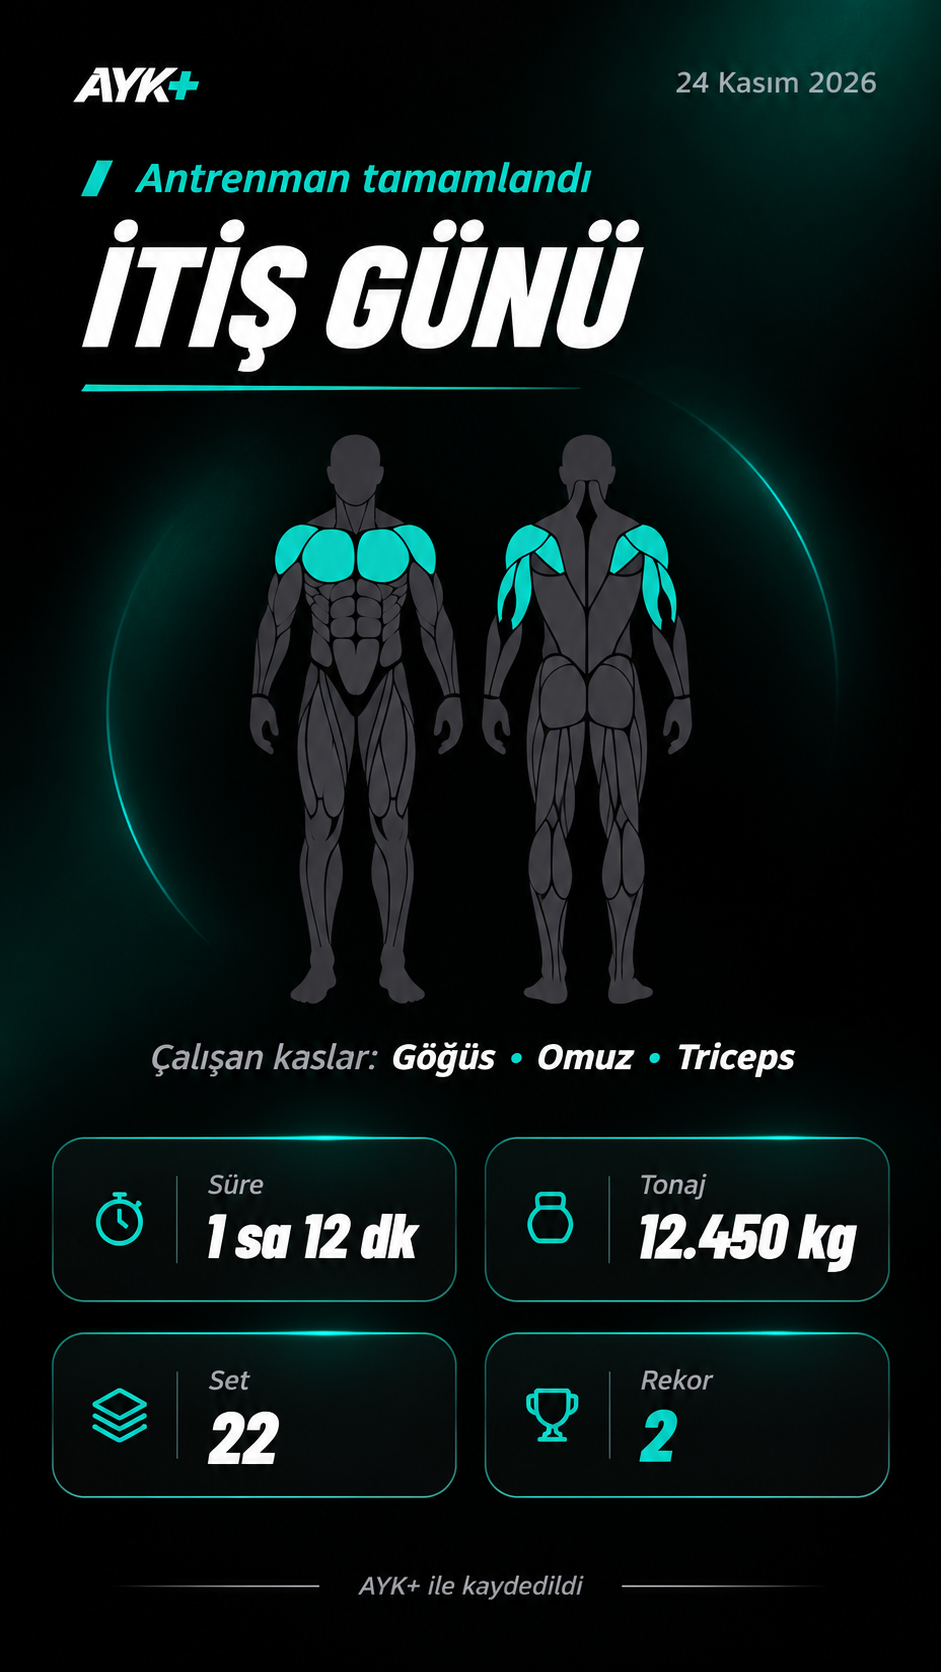 AYK+
24 Kasım 2026
Antrenman tamamlandı
İTİŞ GÜNÜ
Çalışan kaslar: Göğüs • Omuz • Triceps
Süre
1 sa 12 dk
Tonaj
12.450 kg
Set
22
Rekor
2
AYK+ ile kaydedildi